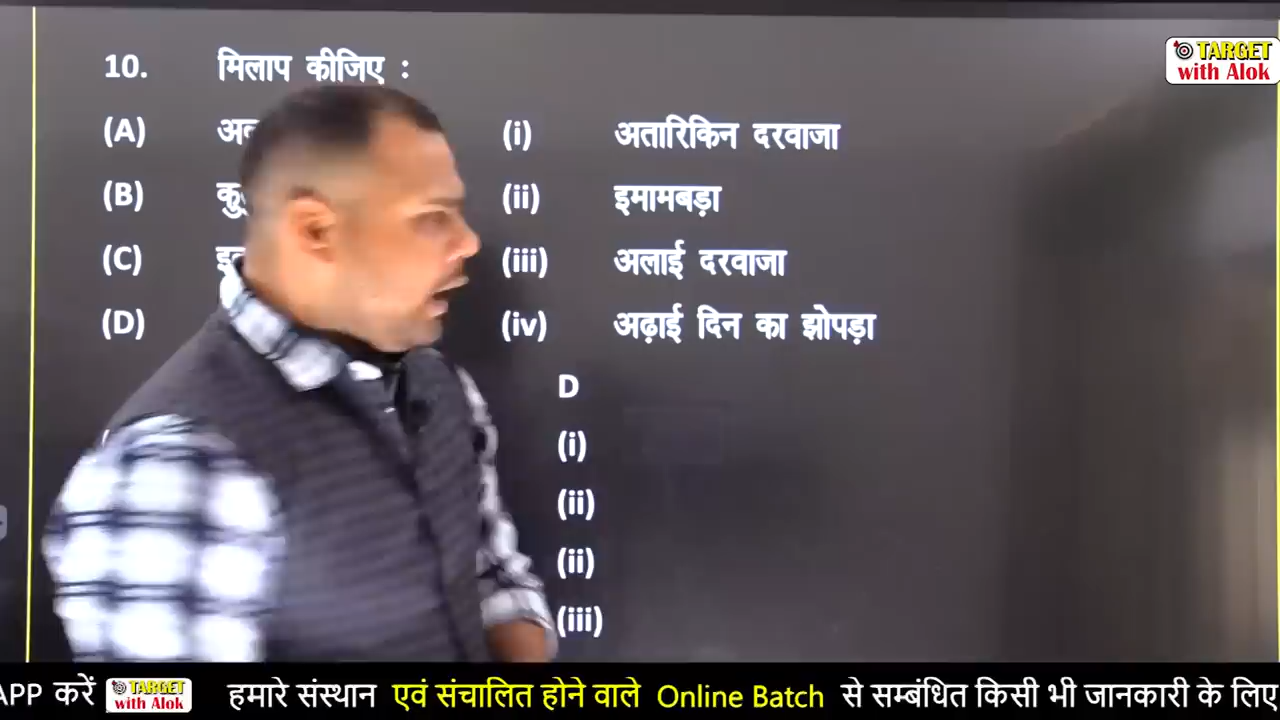 10. मिलाप कीजिए :
TARGET
with Alok
(A) (i) अतारिकिन दरवाजा
(B) (ii) इमामबड़ा
(C) (iii) अलाई दरवाजा
(D) (iv) अढ़ाई दिन का झोपड़ा
D
(i)
(ii)
(ii)
(iii)
APP करें TARGET with Alok हमारे संस्थान एवं संचालित होने वाले Online Batch से सम्बंधित किसी भी जानकारी के लिए